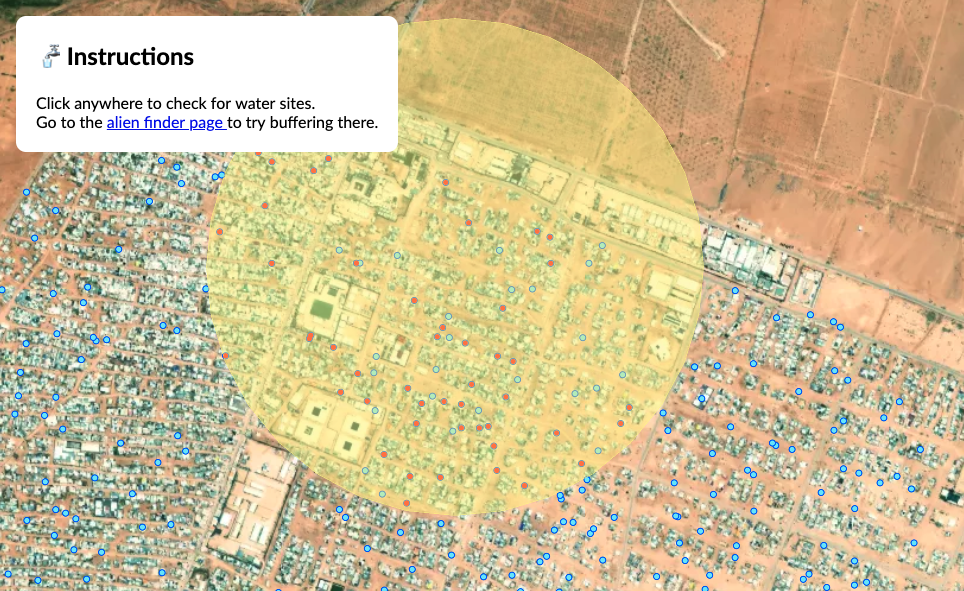 Instructions
Click anywhere to check for water sites.
Go to the alien finder page to try buffering there.